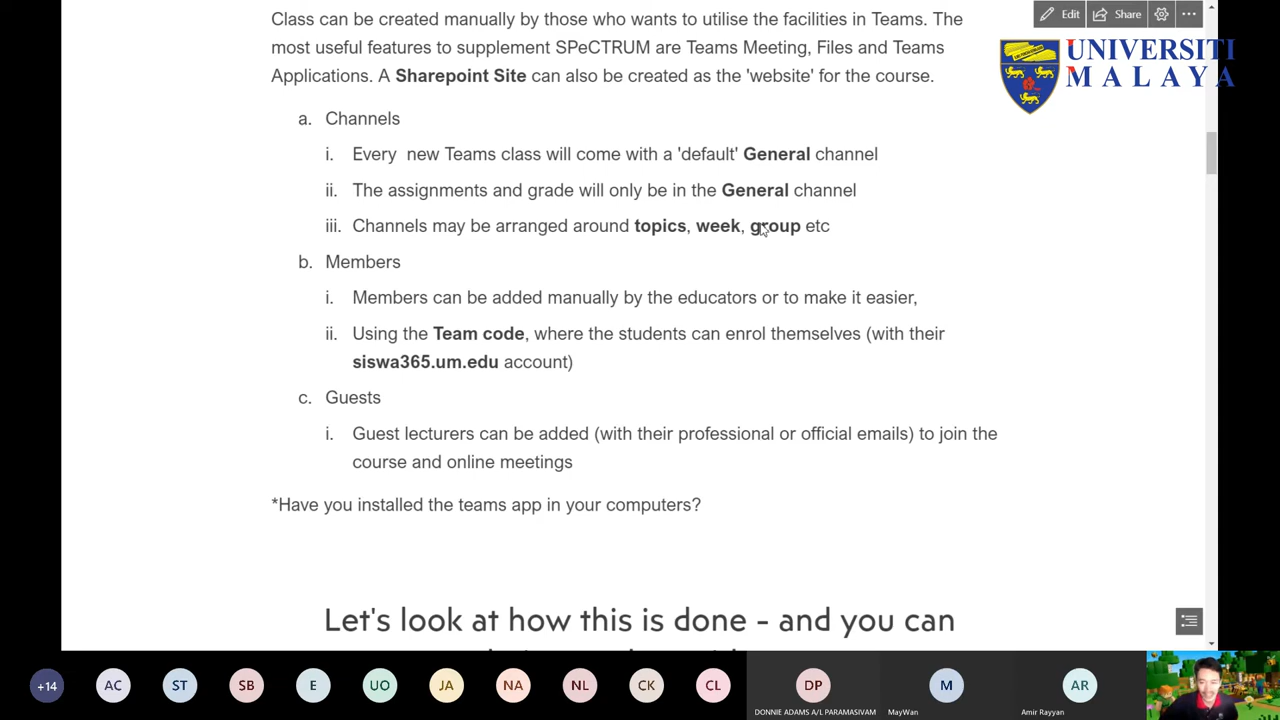 Class can be created manually by those who wants to utilise the facilities in Teams. The
Edit
Share
most useful features to supplement SPeCTRUM are Teams Meeting, Files and Teams
Applications. A Sharepoint Site can also be created as the 'website' for the course.
UNIVERSITI
MALAYA
a. Channels
i. Every new Teams class will come with a 'default' General channel
ii. The assignments and grade will only be in the General channel
iii. Channels may be arranged around topics, week, group etc
b. Members
i. Members can be added manually by the educators or to make it easier,
ii. Using the Team code, where the students can enrol themselves (with their
siswa365.um.edu account)
c. Guests
i. Guest lecturers can be added (with their professional or official emails) to join the
course and online meetings
*Have you installed the teams app in your computers?
Let's look at how this is done - and you can
+14
AC
ST
SB
E
UO
JA
NA
NL
CK
CL
DP
M
AR
DONNIE ADAMS A/L PARAMASIVAM
MayWan
Amir Rayyan